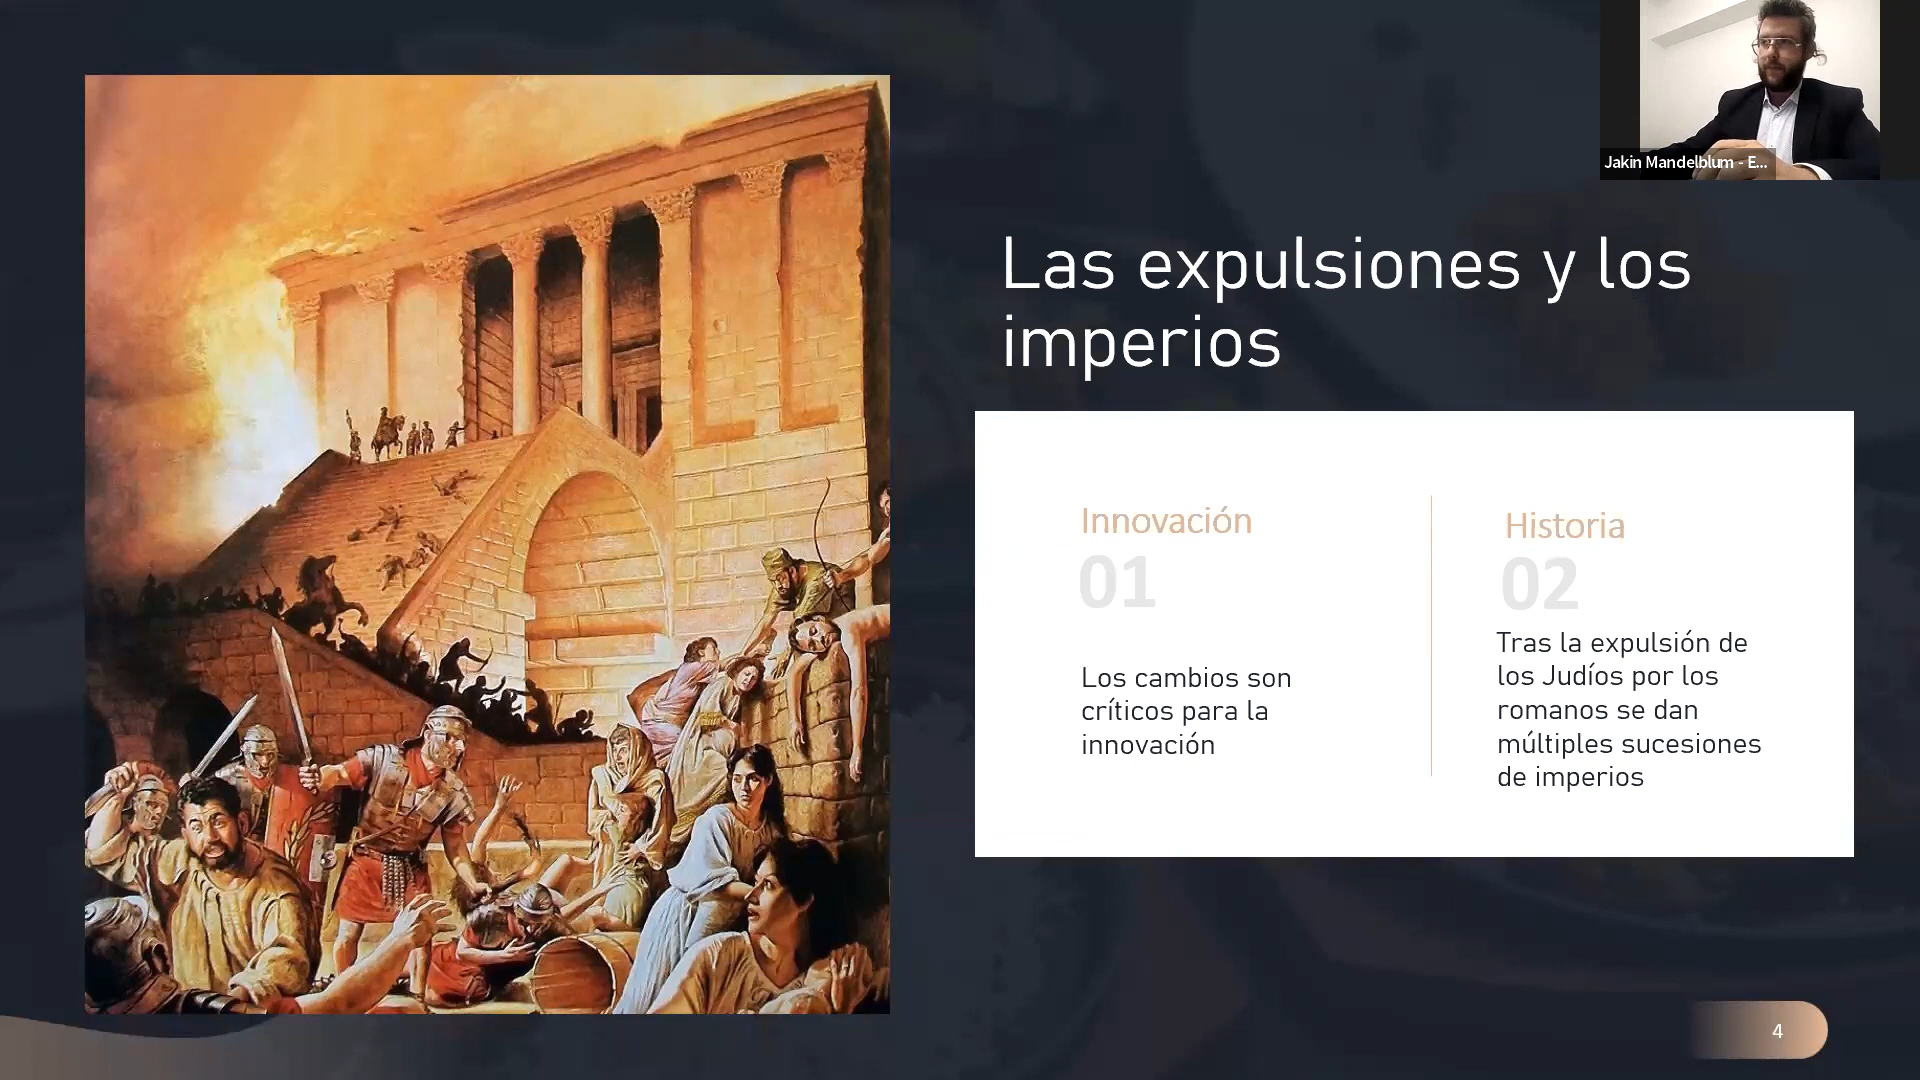 Jakin Mandelblum - E...
Las expulsiones y los
imperios
Innovación
01
Los cambios son
críticos para la
innovación
Historia
02
Tras la expulsión de
los Judíos por los
romanos se dan
múltiples sucesiones
de imperios
4